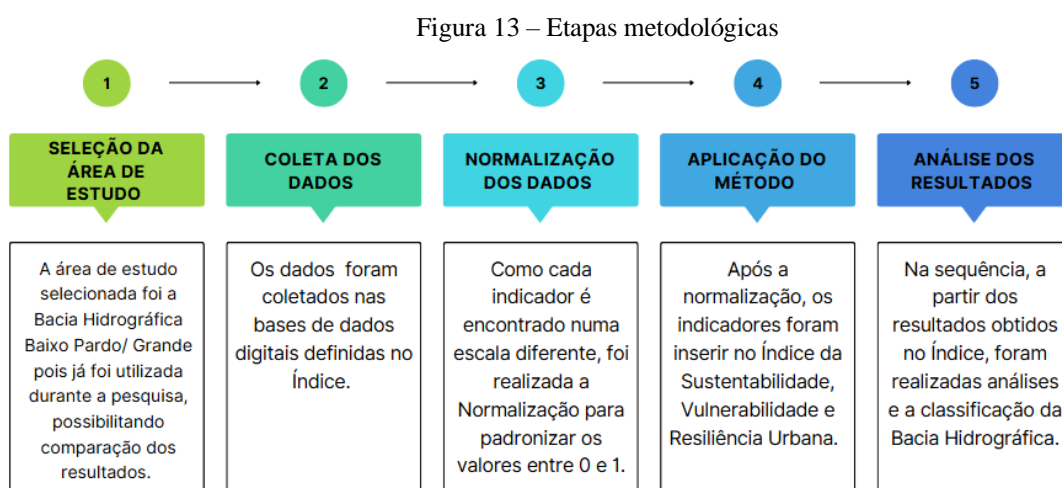 Figura 13 – Etapas metodológicas
1
2
3
4
5
SELEÇÃO DA
ÁREA DE
ESTUDO
COLETA DOS
DADOS
NORMALIZAÇÃO
DOS DADOS
APLICAÇÃO DO
MÉTODO
ANÁLISE DOS
RESULTADOS
A área de estudo
selecionada foi a
Bacia Hidrográfica
Baixo Pardo/ Grande
pois já foi utilizada
durante a pesquisa,
possibilitando
comparação dos
resultados.
Os dados foram
coletados nas
bases de dados
digitais definidas no
Índice.
Como cada
indicador é
encontrado numa
escala diferente, foi
realizada a
Normalização para
padronizar os
valores entre 0 e 1.
Após a
normalização, os
indicadores foram
inserir no Índice da
Sustentabilidade,
Vulnerabilidade e
Resiliência Urbana.
Na sequência, a
partir dos
resultados obtidos
no Índice, foram
realizadas análises
e a classificação da
Bacia Hidrográfica.